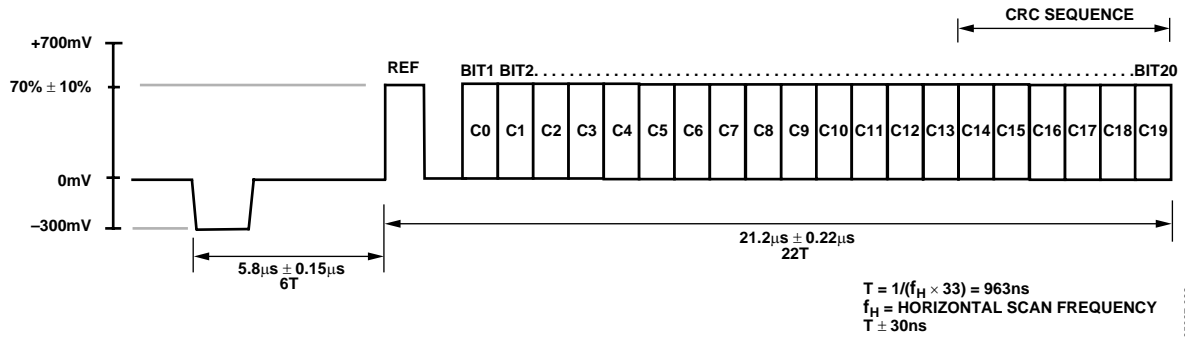 CRC SEQUENCE
+700mV
REF
BIT1 BIT2. . . . . . . . . . . . . . . . . . . . . . . . . . . . . . . . . . . . . . . . . . . . . . . . . . . . . . . . . . . . . . . . . . . . . . BIT20
70% ± 10%
C0 C1 C2 C3 C4 C5 C6 C7 C8 C9 C10 C11 C12 C13 C14 C15 C16 C17 C18 C19
0mV
–300mV
21.2μs ± 0.22μs
22T
5.8μs ± 0.15μs
6T
T = 1/(fH × 33) = 963ns
fH = HORIZONTAL SCAN FREQUENCY
T ± 30ns